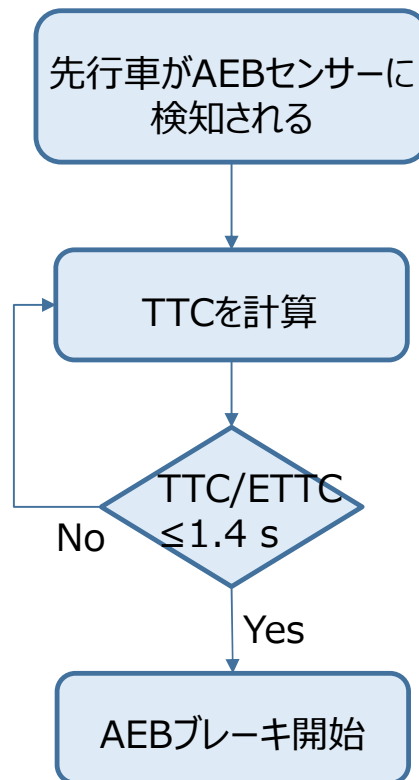 先行車がAEBセンサーに
検知される
TTCを計算
TTC/ETTC
≤1.4 s
No
Yes
AEBブレーキ開始